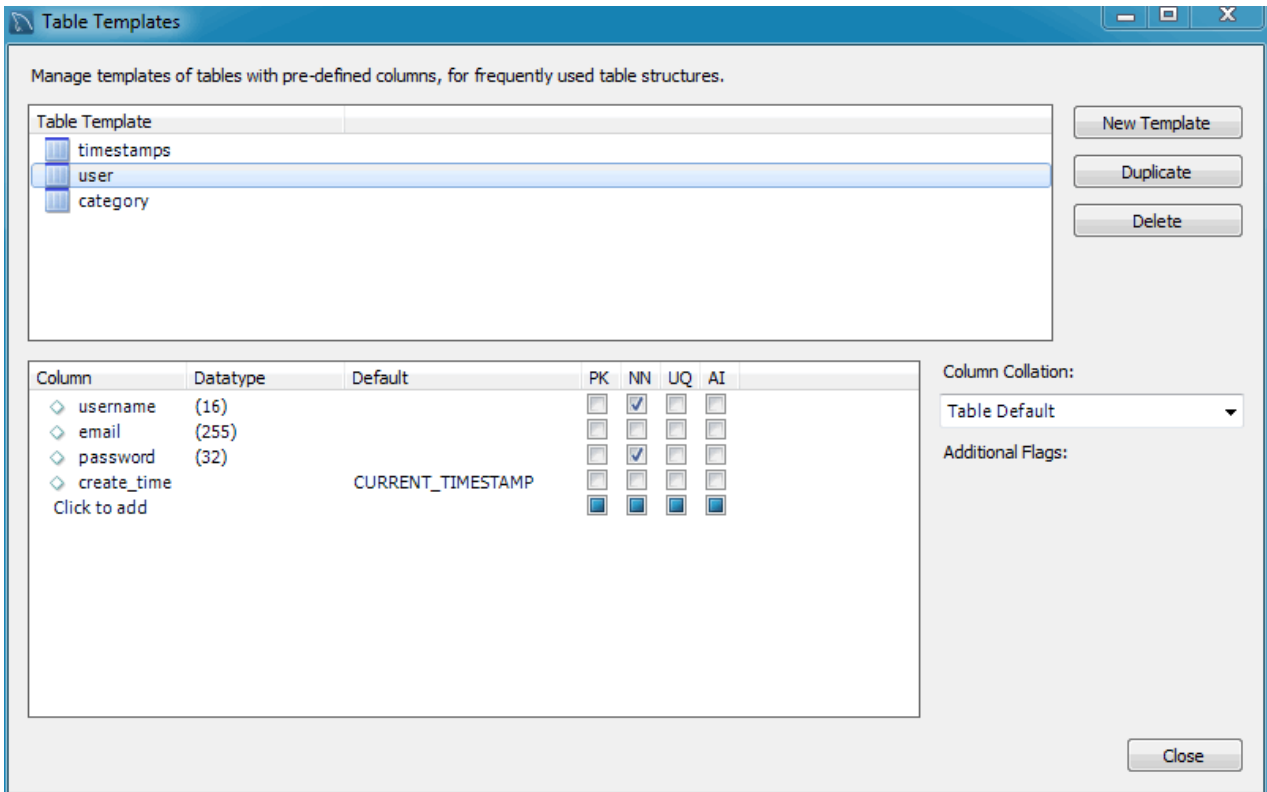 Table Templates
Manage templates of tables with pre-defined columns, for frequently used table structures.
Table Template
timestamps
user
category
New Template
Duplicate
Delete
Column Datatype Default PK NN UQ AI
username (16)
email (255)
password (32)
create_time CURRENT_TIMESTAMP
Click to add
Column Collation:
Table Default
Additional Flags:
Close